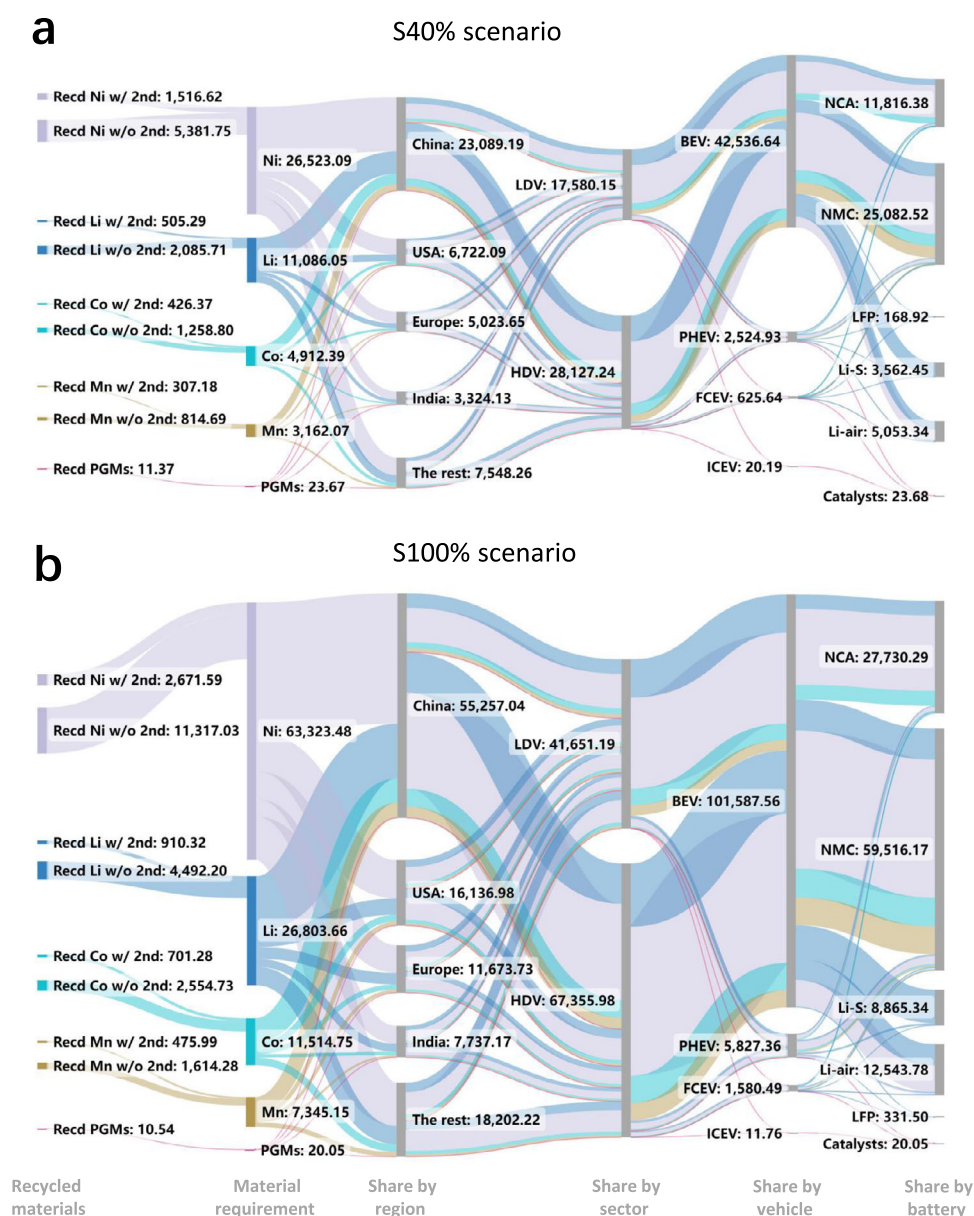 a
S40% scenario
Recd Ni w/ 2nd: 1,516.62
Recd Ni w/o 2nd: 5,381.75
Recd Li w/ 2nd: 505.29
Recd Li w/o 2nd: 2,085.71
Recd Co w/ 2nd: 426.37
Recd Co w/o 2nd: 1,258.80
Recd Mn w/ 2nd: 307.18
Recd Mn w/o 2nd: 814.69
Recd PGMs: 11.37
Ni: 26,523.09
Li: 11,086.05
Co: 4,912.39
Mn: 3,162.07
PGMs: 23.67
China: 23,089.19
USA: 6,722.09
Europe: 5,023.65
India: 3,324.13
The rest: 7,548.26
LDV: 17,580.15
HDV: 28,127.24
BEV: 42,536.64
PHEV: 2,524.93
FCEV: 625.64
ICEV: 20.19
NCA: 11,816.38
NMC: 25,082.52
LFP: 168.92
Li-S: 3,562.45
Li-air: 5,053.34
Catalysts: 23.68
b
S100% scenario
Recd Ni w/ 2nd: 2,671.59
Recd Ni w/o 2nd: 11,317.03
Recd Li w/ 2nd: 910.32
Recd Li w/o 2nd: 4,492.20
Recd Co w/ 2nd: 701.28
Recd Co w/o 2nd: 2,554.73
Recd Mn w/ 2nd: 475.99
Recd Mn w/o 2nd: 1,614.28
Recd PGMs: 10.54
Ni: 63,323.48
Li: 26,803.66
Co: 11,514.75
Mn: 7,345.15
PGMs: 20.05
China: 55,257.04
USA: 16,136.98
Europe: 11,673.73
India: 7,737.17
The rest: 18,202.22
LDV: 41,651.19
HDV: 67,355.98
BEV: 101,587.56
PHEV: 5,827.36
FCEV: 1,580.49
ICEV: 11.76
NCA: 27,730.29
NMC: 59,516.17
Li-S: 8,865.34
Li-air: 12,543.78
LFP: 331.50
Catalysts: 20.05
Recycled
materials
Material
requirement
Share by
region
Share by
sector
Share by
vehicle
Share by
battery